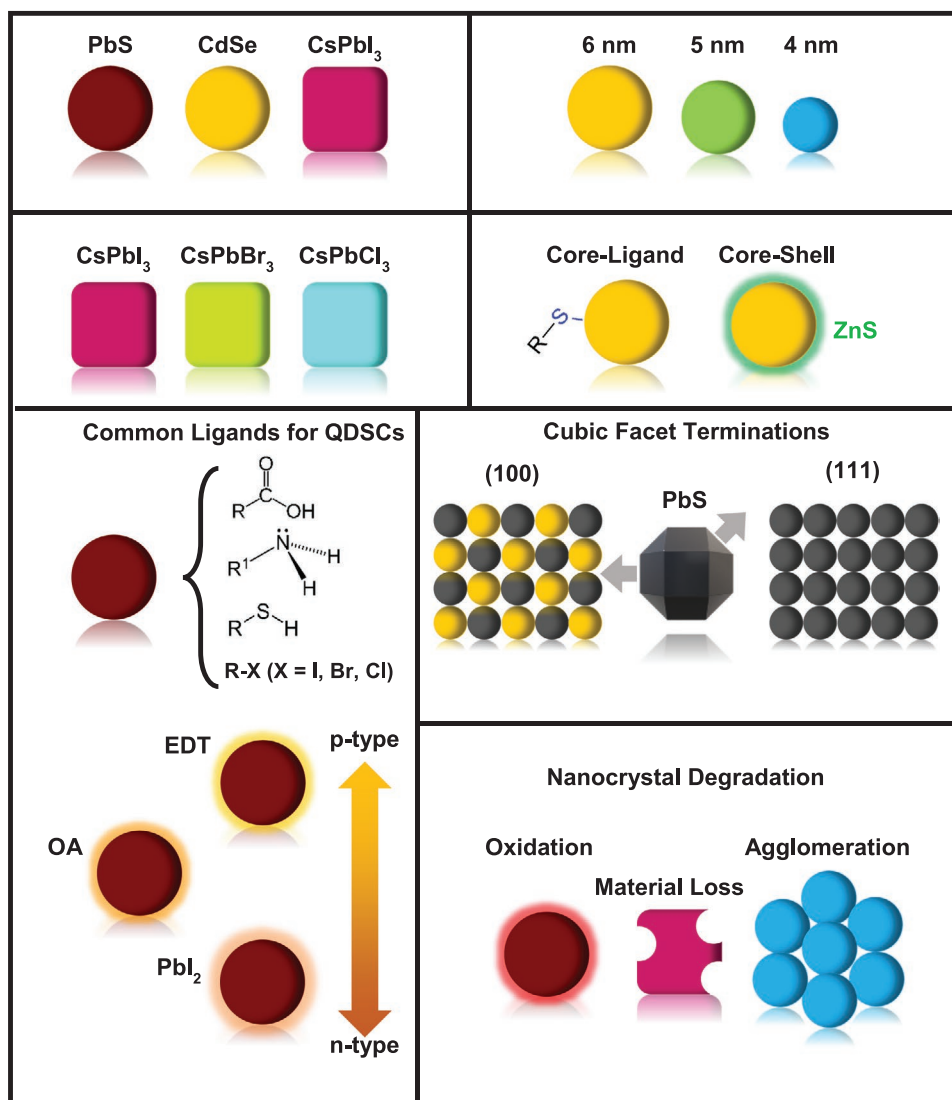 PbS CdSe CsPbI₃
6 nm 5 nm 4 nm
CsPbI₃ CsPbBr₃ CsPbCl₃
Core-Ligand Core-Shell
R S
ZnS
Common Ligands for QDSCs
O
R C OH
R¹ N H
H
R S H
R-X (X = I, Br, Cl)
EDT
p-type
OA
PbI₂
n-type
Cubic Facet Terminations
(100) (111)
PbS
Nanocrystal Degradation
Oxidation Agglomeration
Material Loss